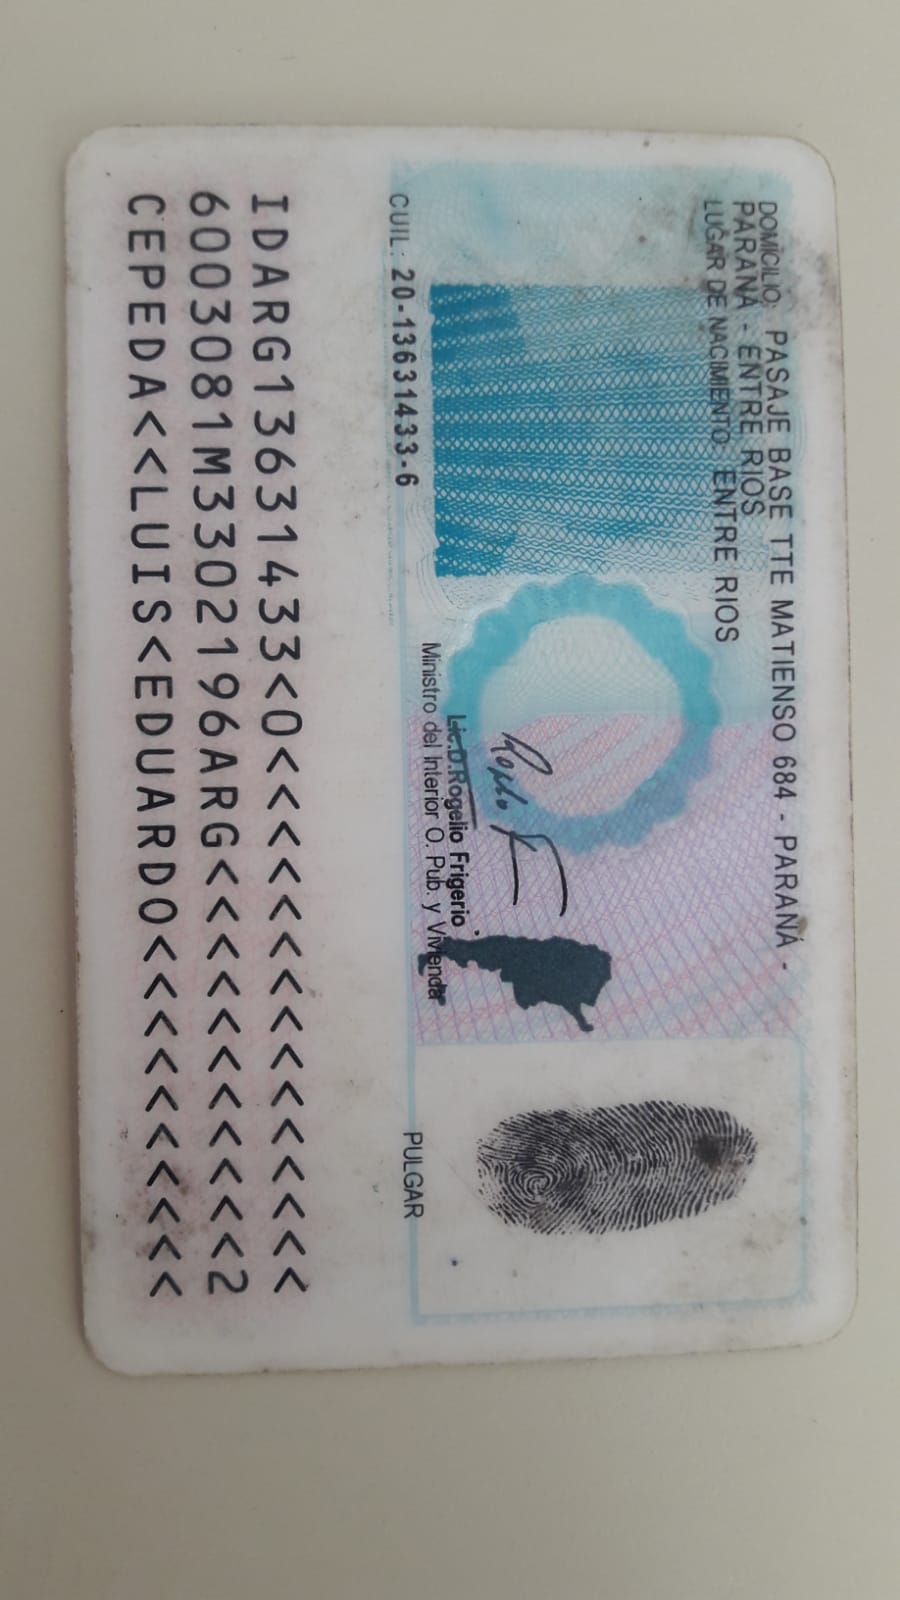 DOMICILIO: PASAJE BASE TTE MATIENSO 684 - PARANÁ -
PARANÁ - ENTRE RIOS
LUGAR DE NACIMIENTO: ENTRE RIOS
Lic.D.Rogelio Frigerio
Ministro del Interior O. Pub. y Vivienda
CUIL: 20-13631433-6
PULGAR
IDARG13631433<0<<<<<<<<<<<<<<<
6003081M3302196ARG<<<<<<<<<<<2
CEPEDA<<LUIS<EDUARDO<<<<<<<<<<